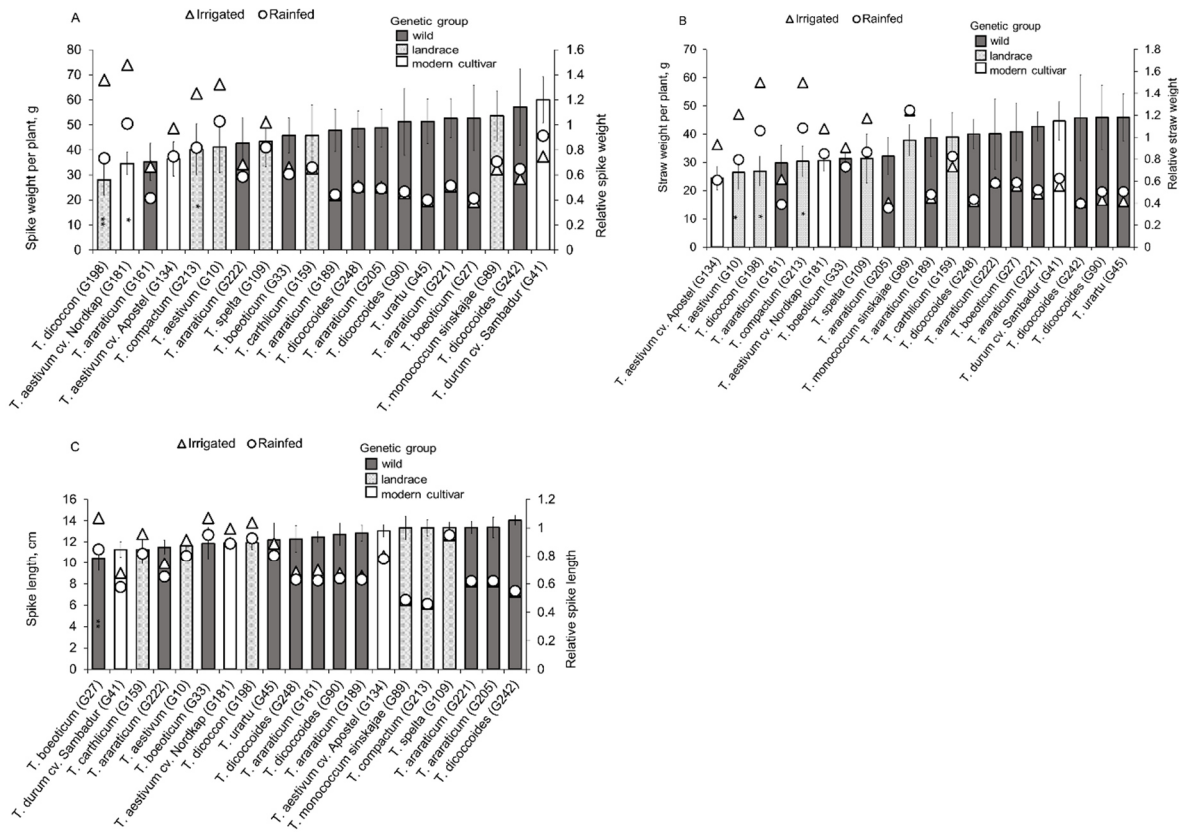 A
△ Irrigated ○ Rainfed
Genetic group
wild
landrace
modern cultivar
Spike weight per plant, g
80
70
60
50
40
30
20
10
0
1.6
1.4
1.2
1
0.8
0.6
0.4
0.2
0
Relative spike weight
**
*
*
T. dicoccon (G198)
T. aestivum cv. Nordkap (G181)
T. araraticum (G161)
T. aestivum cv. Apostel (G134)
T. compactum (G213)
T. aestivum (G10)
T. araraticum (G222)
T. spelta (G109)
T. boeoticum (G33)
T. carthlicum (G159)
T. araraticum (G189)
T. dicoccoides (G248)
T. araraticum (G205)
T. dicoccoides (G90)
T. urartu (G45)
T. araraticum (G221)
T. boeoticum (G27)
T. monococcum sinskajae (G89)
T. dicoccoides (G242)
T. durum cv. Sambadur (G41)
B
△ Irrigated ○ Rainfed
Genetic group
wild
landrace
modern cultivar
Straw weight per plant, g
70
60
50
40
30
20
10
0
1.8
1.6
1.4
1.2
1
0.8
0.6
0.4
0.2
0
Relative straw weight
*
*
*
T. aestivum cv. Apostel (G134)
T. aestivum (G10)
T. dicoccon (G198)
T. araraticum (G161)
T. compactum (G213)
T. aestivum cv. Nordkap (G181)
T. boeoticum (G33)
T. spelta (G109)
T. araraticum (G205)
T. monococcum sinskajae (G89)
T. araraticum (G189)
T. carthlicum (G159)
T. dicoccoides (G248)
T. araraticum (G222)
T. boeoticum (G27)
T. araraticum (G221)
T. durum cv. Sambadur (G41)
T. dicoccoides (G242)
T. dicoccoides (G90)
T. urartu (G45)
C
△ Irrigated ○ Rainfed
Genetic group
wild
landrace
modern cultivar
Spike length, cm
16
14
12
10
8
6
4
2
0
1.2
1
0.8
0.6
0.4
0.2
0
Relative spike length
**
T. boeoticum (G27)
T. durum cv. Sambadur (G41)
T. carthlicum (G159)
T. araraticum (G222)
T. aestivum (G10)
T. boeoticum (G33)
T. aestivum cv. Nordkap (G181)
T. dicoccon (G198)
T. urartu (G45)
T. dicoccoides (G248)
T. araraticum (G161)
T. dicoccoides (G90)
T. araraticum (G189)
T. aestivum cv. Apostel (G134)
T. monococcum sinskajae (G89)
T. compactum (G213)
T. spelta (G109)
T. araraticum (G221)
T. araraticum (G205)
T. dicoccoides (G242)